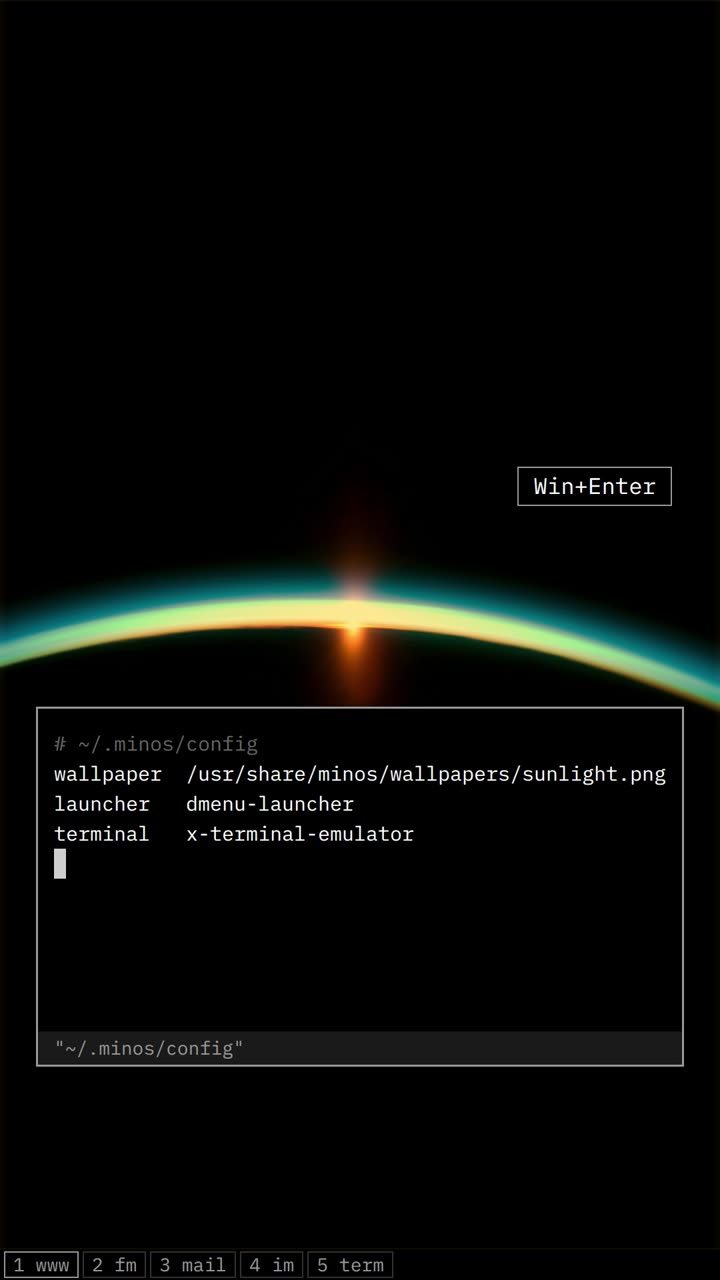 Win+Enter
# ~/.minos/config
wallpaper /usr/share/minos/wallpapers/sunlight.png
launcher dmenu-launcher
terminal x-terminal-emulator
"~/.minos/config"
1 www 2 fm 3 mail 4 im 5 term